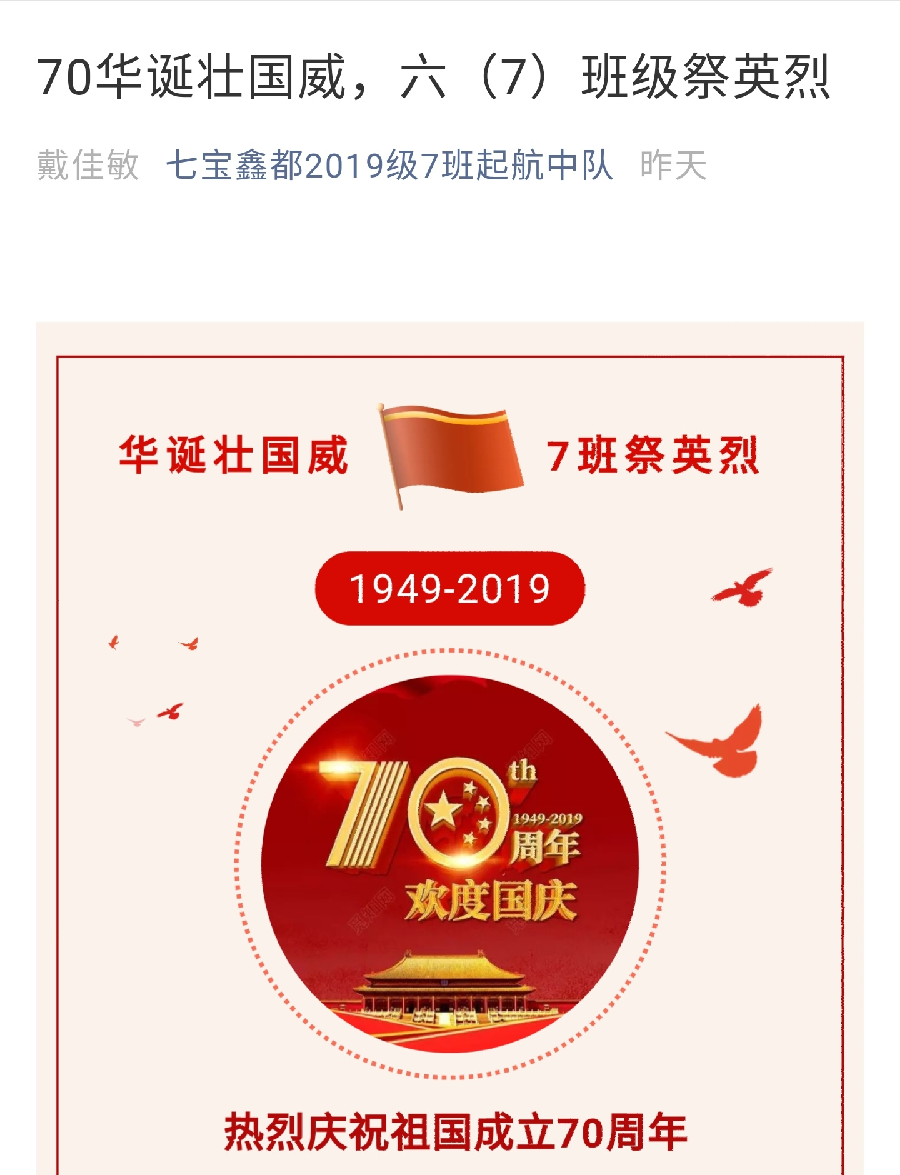 70华诞壮国威，六（7）班级祭英烈
戴佳敏 七宝鑫都2019级7班起航中队 昨天
华诞壮国威 7班祭英烈
1949-2019
70th
1949-2019
周年
欢度国庆
热烈庆祝祖国成立70周年